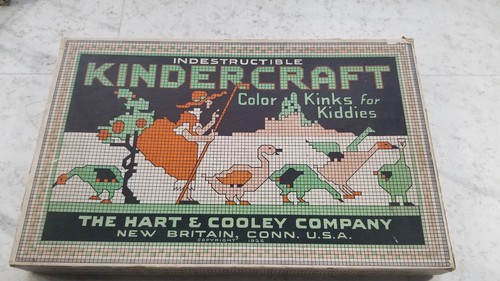 INDESTRUCTIBLE
KINDERCRAFT
Color Kinks for
Kiddies
THE HART & COOLEY COMPANY
NEW BRITAIN, CONN. U.S.A.
COPYRIGHT 1926